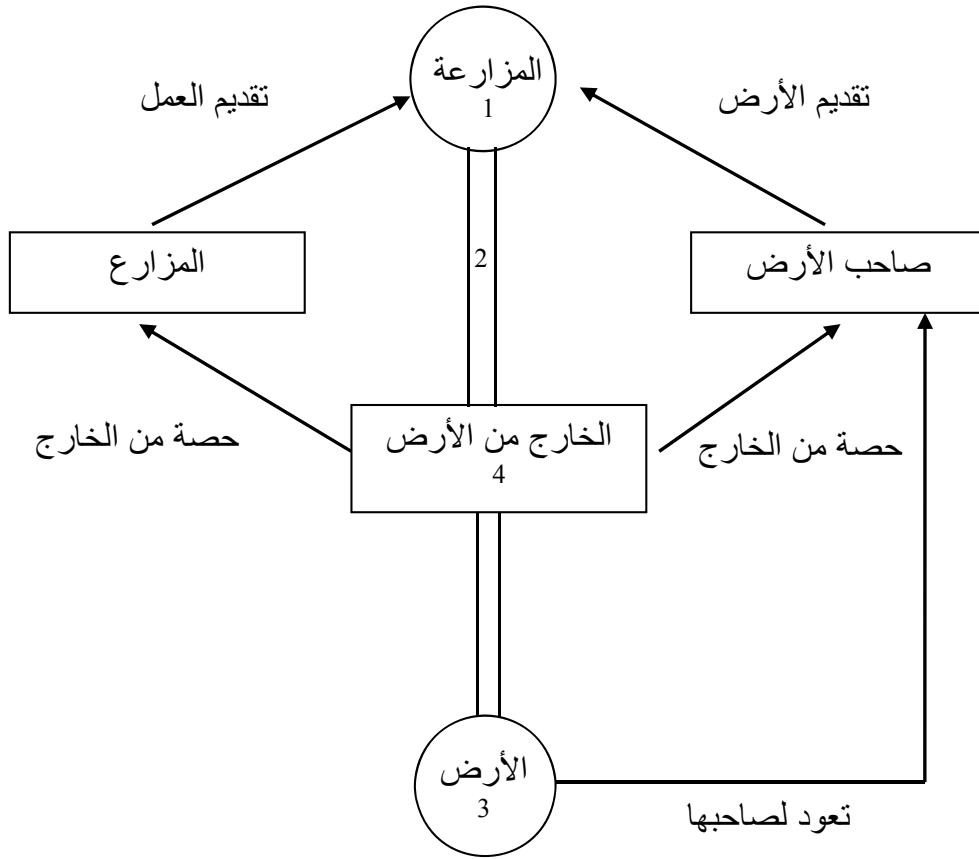 المزارعة
1
تقديم الأرض
تقديم العمل
صاحب الأرض
2
المزارع
الخارج من الأرض
4
حصة من الخارج
حصة من الخارج
الأرض
3
تعود لصاحبها